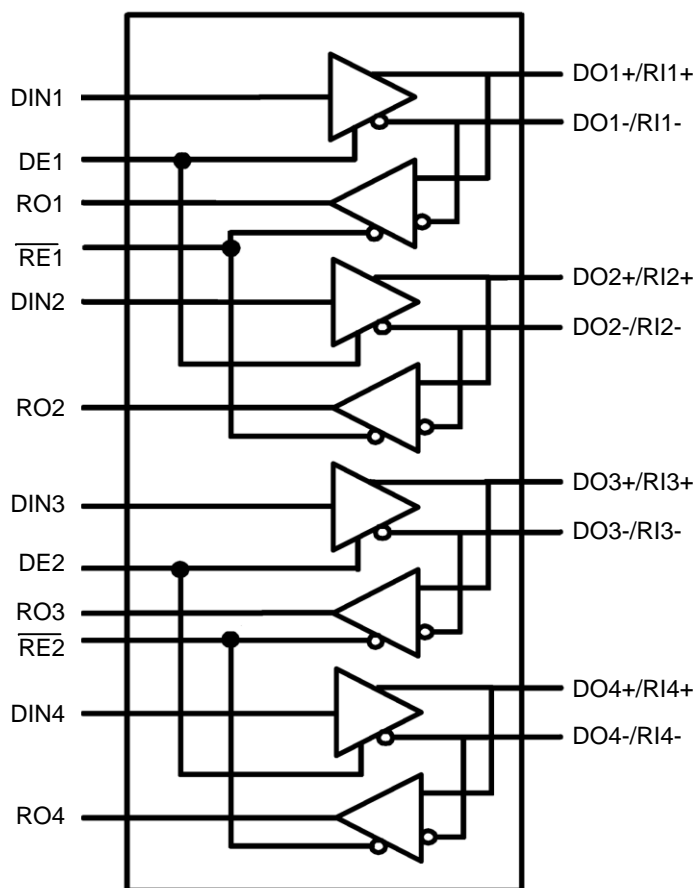 DIN1
DO1+/RI1+
DO1-/RI1-
DE1
RO1
RE1
DIN2
DO2+/RI2+
DO2-/RI2-
RO2
DIN3
DO3+/RI3+
DO3-/RI3-
DE2
RO3
RE2
DIN4
DO4+/RI4+
DO4-/RI4-
RO4